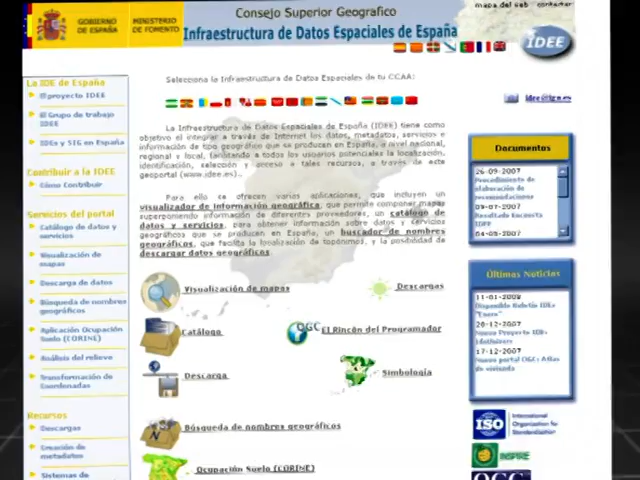 GOBIERNO
DE ESPAÑA
MINISTERIO
DE FOMENTO
Consejo Superior Geografico
Infraestructura de Datos Espaciales de España
mapa del web
contactar
IDEE
Selecciona la Infraestructura de Datos Espaciales de tu CCAA:
La IDE de España
El proyecto IDEE
El Grupo de trabajo
IDEE
IDEs y SIG en España
Contribuir a la IDEE
Cómo Contribuir
Servicios del portal
Catálogo de datos y
servicios
Visualización de
mapas
Descarga de datos
Búsqueda de nombres
geográficos
Aplicación Ocupación
Suelo (CORINE)
Análisis del relieve
Transformación de
Coordenadas
Recursos
Descargas
Creación de
metadatos
Sistemas de
La Infraestructura de Datos Espaciales de España (IDEE) tiene como
objetivo el integrar a través de Internet los datos, metadatos, servicios e
información de tipo geográfico que se producen en España, a nivel nacional,
regional y local, facilitando a todos los usuarios potenciales la localización,
identificación, selección y acceso a tales recursos, a través de este
geoportal (www.idee.es).
Para ello se ofrecen varias aplicaciones, que incluyen un
visualizador de información geográfica, que permite componer mapas
superponiendo información de diferentes proveedores, un catálogo de
datos y servicios, para obtener información sobre datos y servicios
geográficos que se producen en España, un buscador de nombres
geográficos, que facilita la localización de topónimos, y la posibilidad de
descargar datos geográficos.
Visualización de mapas
Descargas
Catálogo
OGC
El Rincón del Programador
Descarga
Simbología
Búsqueda de nombres geográficos
Ocupación Suelo (CORINE)
idee@ign.es
Documentos
26-09-2007
Procedimiento de
elaboración de
recomendaciones
09-07-2007
Resultado Encuesta
Últimas Noticias
11-01-2008
Disponible Boletín IDEE
"Enero"
20-12-2007
Nuevo Proyecto IDEE
17-12-2007
Nuevo portal OGC: Atlas
de
ISO
International
Organization for
Standardization
INSPIRE
OGC